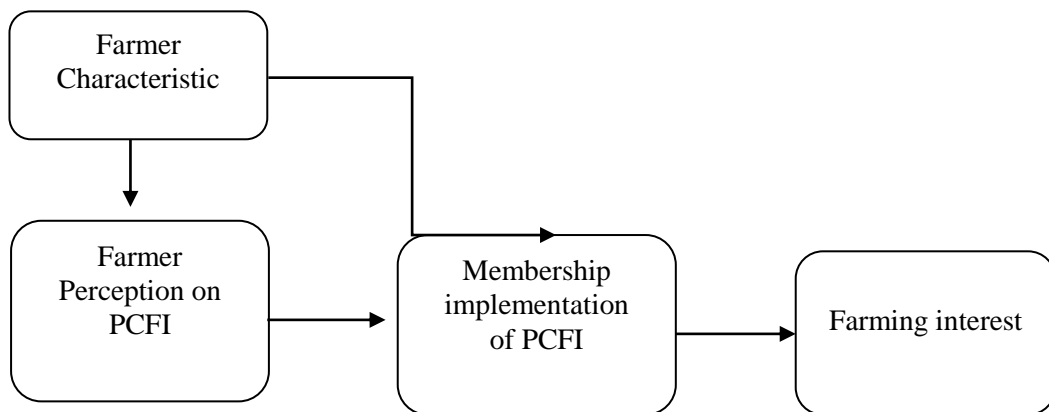 Farmer
Characteristic
Farmer
Perception on
PCFI
Membership
implementation
of PCFI
Farming interest